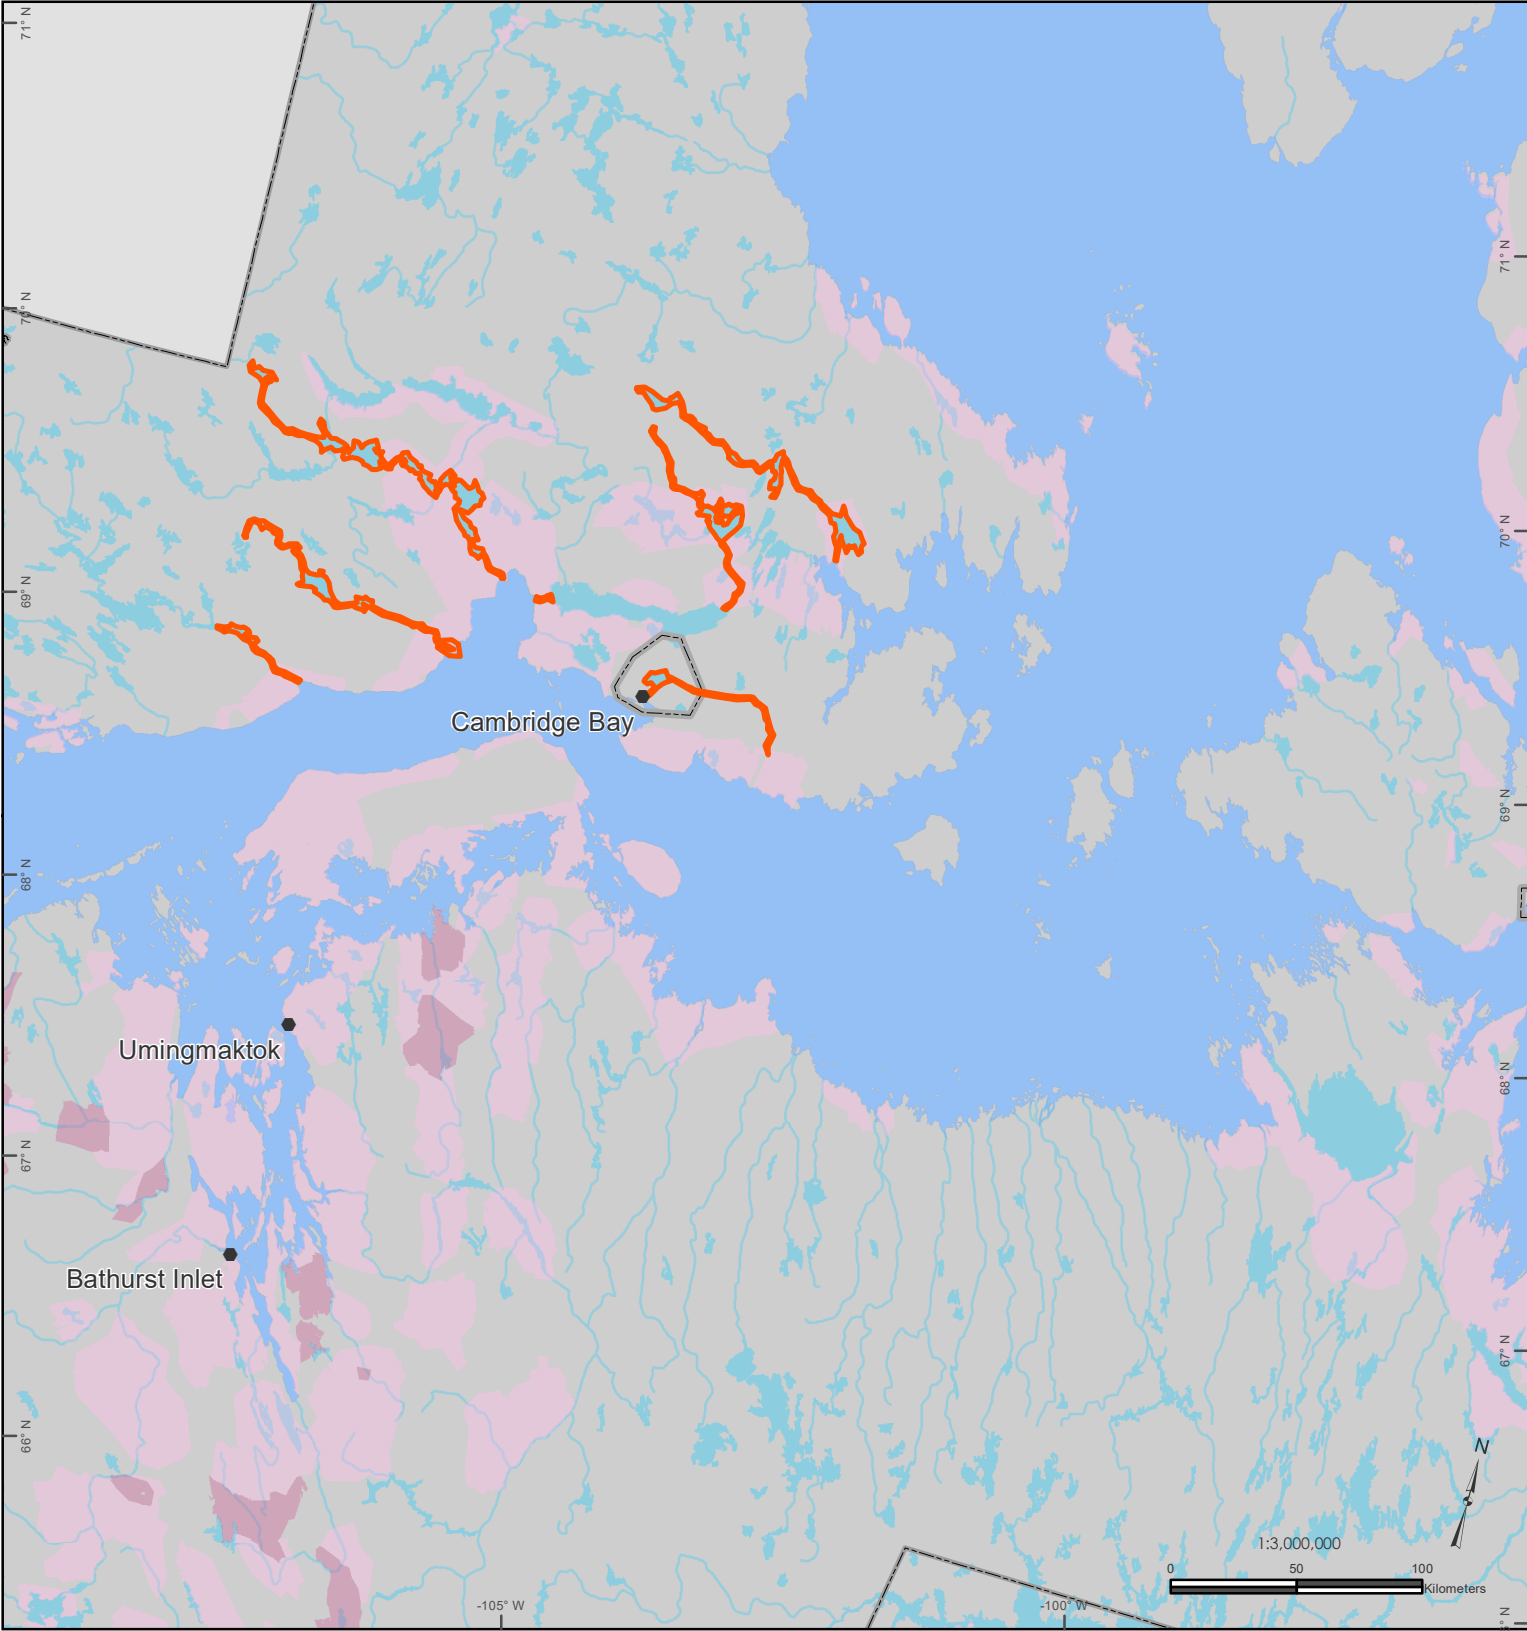 71° N
71° N
70° N
70° N
69° N
Cambridge Bay
69° N
68° N
Umingmaktok
68° N
67° N
Bathurst Inlet
67° N
66° N
N
1:3,000,000
0 50 100
Kilometers
-105° W
-100° W
° N